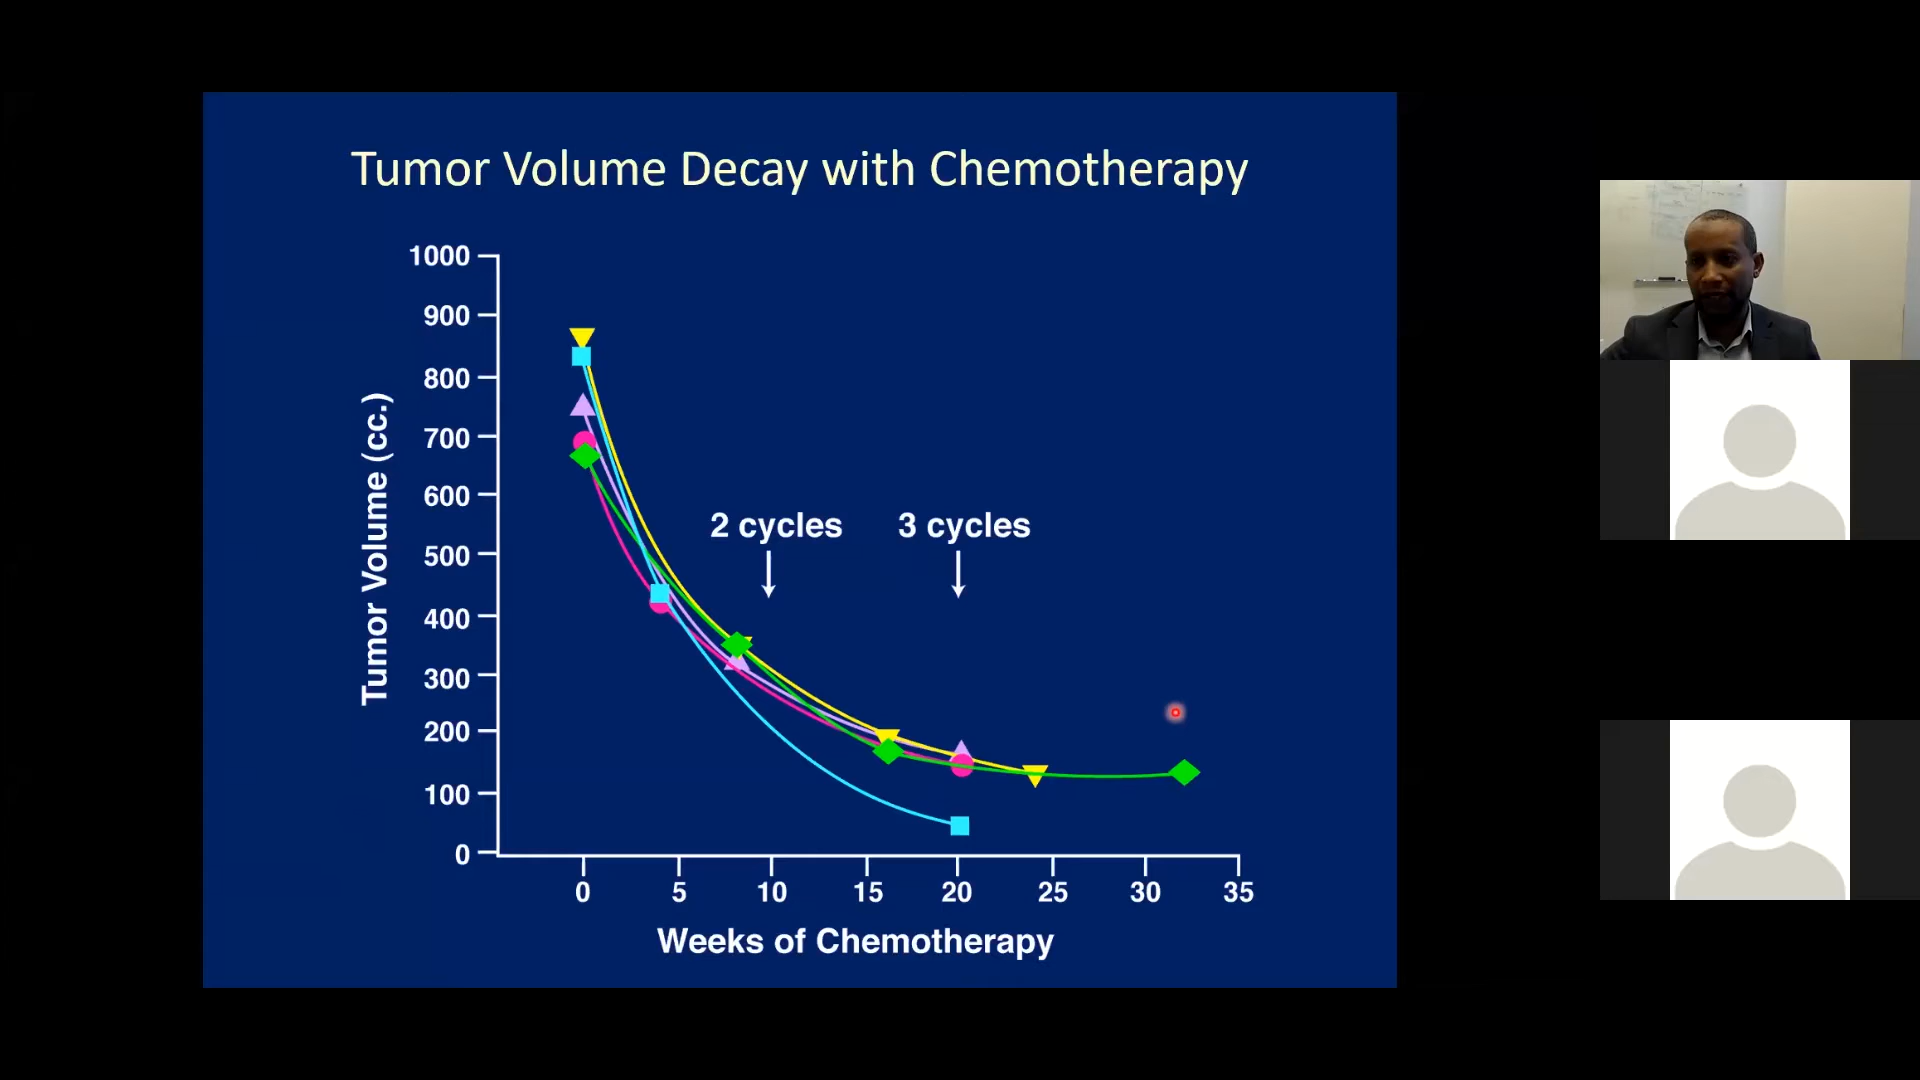 Tumor Volume Decay with Chemotherapy
1000
900
800
700
600
500
400
300
200
100
0
Tumor Volume (cc.)
2 cycles
3 cycles
0 5 10 15 20 25 30 35
Weeks of Chemotherapy